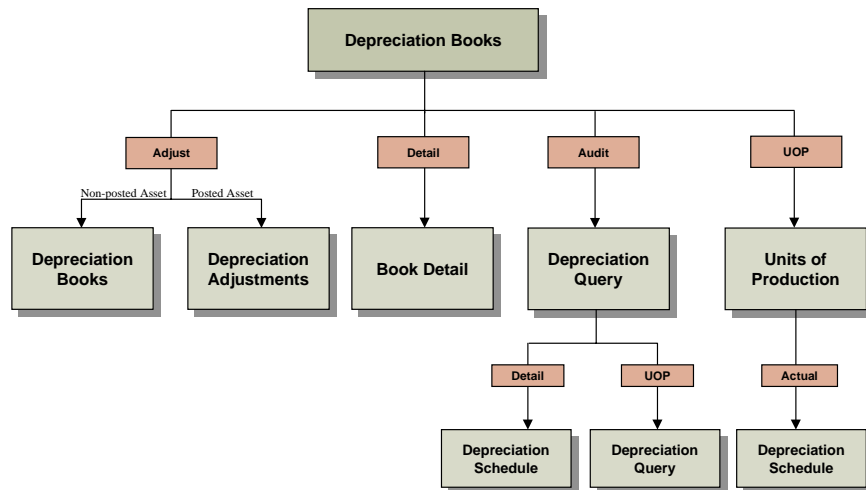 Depreciation Books
Adjust
Detail
Audit
UOP
Non-posted Asset
Posted Asset
Depreciation
Books
Depreciation
Adjustments
Book Detail
Depreciation
Query
Units of
Production
Detail
UOP
Actual
Depreciation
Schedule
Depreciation
Query
Depreciation
Schedule